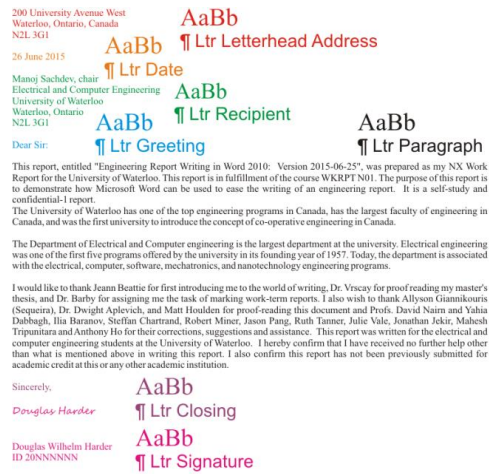 200 University Avenue West
Waterloo, Ontario, Canada
N2L 3G1
AaBb
¶ Ltr Letterhead Address
26 June 2015
AaBb
¶ Ltr Date
Manoj Sachdev, chair
Electrical and Computer Engineering
University of Waterloo
Waterloo, Ontario
N2L 3G1
AaBb
¶ Ltr Recipient
Dear Sir:
AaBb
¶ Ltr Greeting
AaBb
¶ Ltr Paragraph
This report, entitled "Engineering Report Writing in Word 2010: Version 2015-06-25", was prepared as my NX Work
Report for the University of Waterloo. This report is in fulfillment of the course WKRPT N01. The purpose of this report is
to demonstrate how Microsoft Word can be used to ease the writing of an engineering report. It is a self-study and
confidential-1 report.
The University of Waterloo has one of the top engineering programs in Canada, has the largest faculty of engineering in
Canada, and was the first university to introduce the concept of co-operative engineering in Canada.
The Department of Electrical and Computer engineering is the largest department at the university. Electrical engineering
was one of the first five programs offered by the university in its founding year of 1957. Today, the department is associated
with the electrical, computer, software, mechatronics, and nanotechnology engineering programs.
I would like to thank Jeann Beattie for first introducing me to the world of writing, Dr. Vrscay for proof reading my master's
thesis, and Dr. Barby for assigning me the task of marking work-term reports. I also wish to thank Allyson Giannikouris
(Sequeira), Dr. Dwight Aplevich, and Matt Houlden for proof-reading this document and Profs. David Nairn and Yahia
Dabbagh, Ilia Baranov, Steffan Chartrand, Robert Miner, Jason Pang, Ruth Tanner, Julie Vale, Jonathan Jekir, Mahesh
Tripunitara and Anthony Ho for their corrections, suggestions and assistance. This report was written for the electrical and
computer engineering students at the University of Waterloo. I hereby confirm that I have received no further help other
than what is mentioned above in writing this report. I also confirm this report has not been previously submitted for
academic credit at this or any other academic institution.
Sincerely,
AaBb
¶ Ltr Closing
Douglas Harder
Douglas Wilhelm Harder
ID 20NNNNNN
AaBb
¶ Ltr Signature